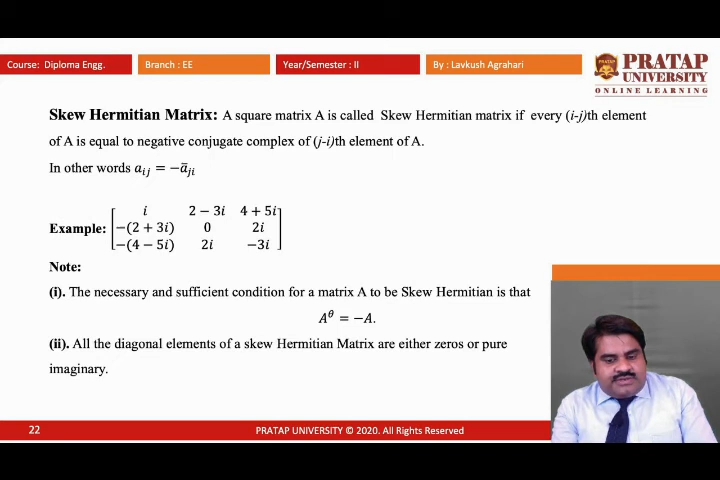 Course: Diploma Engg.
Branch : EE
Year/Semester : II
By : Lavkush Agrahari
PRATAP
UNIVERSITY
ONLINE LEARNING
Skew Hermitian Matrix: A square matrix A is called Skew Hermitian matrix if every (i-j)th element
of A is equal to negative conjugate complex of (j-i)th element of A.
In other words a_{ij} = −ā_{ji}
i 2 − 3i 4 + 5i
Example: −(2 + 3i) 0 2i
−(4 − 5i) 2i −3i
Note:
(i). The necessary and sufficient condition for a matrix A to be Skew Hermitian is that
A^θ = −A.
(ii). All the diagonal elements of a skew Hermitian Matrix are either zeros or pure
imaginary.
22
PRATAP UNIVERSITY © 2020. All Rights Reserved